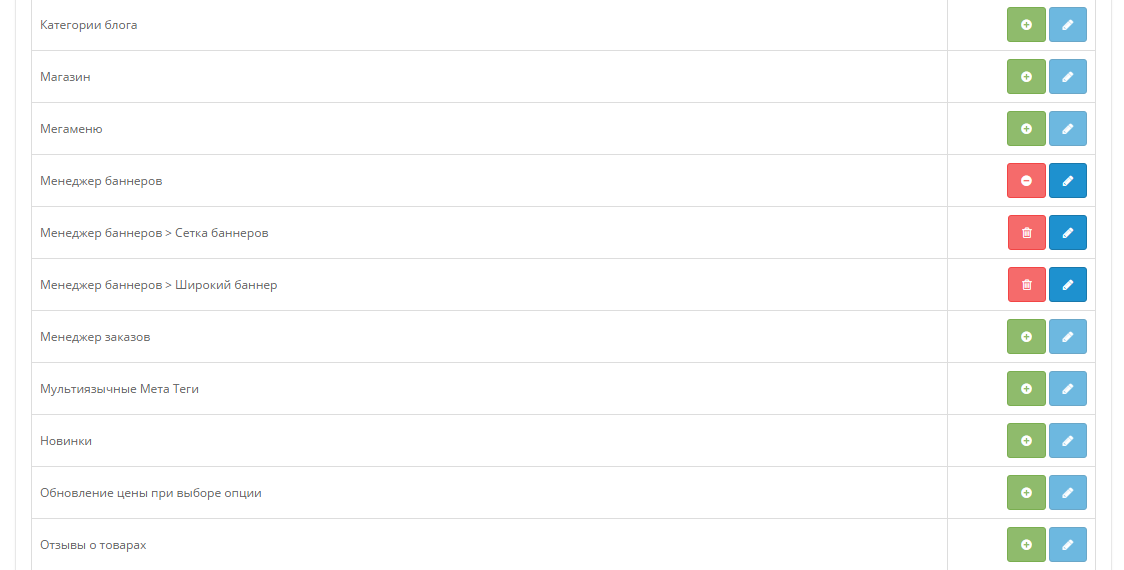 Категории блога
Магазин
Мегаменю
Менеджер баннеров
Менеджер баннеров > Сетка баннеров
Менеджер баннеров > Широкий баннер
Менеджер заказов
Мультиязычные Мета Теги
Новинки
Обновление цены при выборе опции
Отзывы о товарах